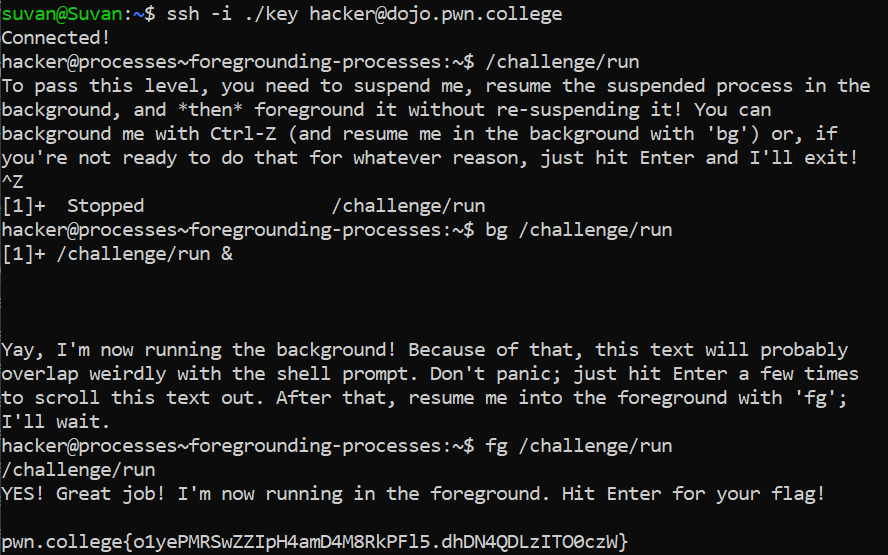 suvan@Suvan:~$ ssh -i ./key hacker@dojo.pwn.college
Connected!
hacker@processes~foregrounding-processes:~$ /challenge/run
To pass this level, you need to suspend me, resume the suspended process in the
background, and *then* foreground it without re-suspending it! You can
background me with Ctrl-Z (and resume me in the background with 'bg') or, if
you're not ready to do that for whatever reason, just hit Enter and I'll exit!
^Z
[1]+  Stopped                 /challenge/run
hacker@processes~foregrounding-processes:~$ bg /challenge/run
[1]+ /challenge/run &
Yay, I'm now running the background! Because of that, this text will probably
overlap weirdly with the shell prompt. Don't panic; just hit Enter a few times
to scroll this text out. After that, resume me into the foreground with 'fg';
I'll wait.
hacker@processes~foregrounding-processes:~$ fg /challenge/run
/challenge/run
YES! Great job! I'm now running in the foreground. Hit Enter for your flag!
pwn.college{o1yePMRSwZZIpH4amD4M8RkPFl5.dhDN4QDLzITO0czW}